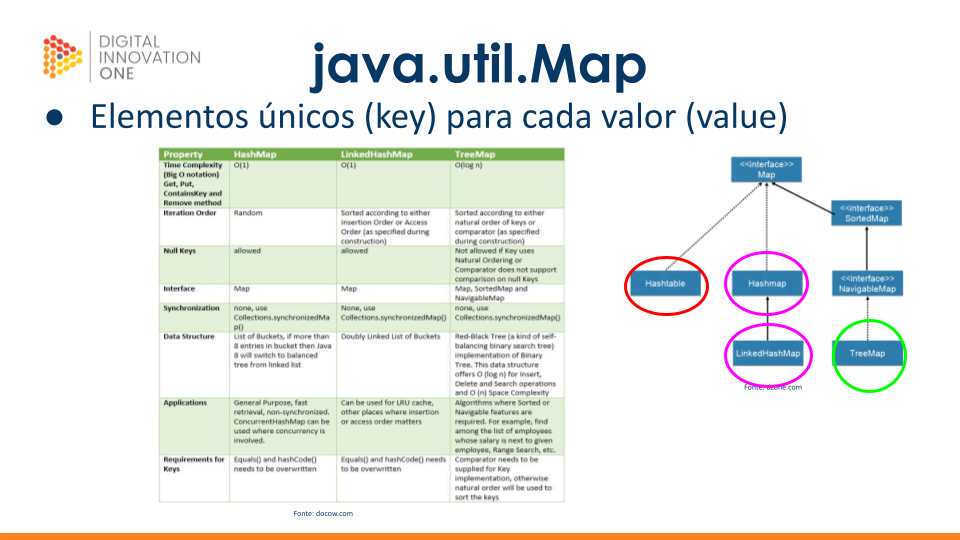 DIGITAL
INNOVATION
ONE
java.util.Map
● Elementos únicos (key) para cada valor (value)
Property HashMap LinkedHashMap TreeMap
Time Complexity
(Big O notation)
Get, Put,
ContainsKey and
Remove method
O(1)
O(1)
O(log n)
Iteration Order
Random
Sorted according to either
Insertion Order or Access
Order (as specified during
construction)
Sorted according to either
natural order of keys or
comparator (as specified
during construction)
Null Keys
allowed
allowed
Not allowed if Key uses
Natural Ordering or
Comparator does not support
comparison on null Keys
Interface
Map
Map
Map, SortedMap and
NavigableMap
Synchronization
none, use
Collections.synchronizedMa
p()
None, use
Collections.synchronizedMap()
none, use
Collections.synchronizedMap()
Data Structure
List of Buckets, if more than
8 entries in bucket then Java
8 will switch to balanced
tree from linked list
Doubly Linked List of Buckets
Red-Black Tree (a kind of self-
balancing binary search tree)
implementation of Binary
Tree. This data structure
offers O (log n) for Insert,
Delete and Search operations
and O (n) Space Complexity
Applications
General Purpose, fast
retrieval, non-synchronized.
ConcurrentHashMap can be
used where concurrency is
involved.
Can be used for LRU cache,
other places where insertion
or access order matters
Algorithms where Sorted or
Navigable features are
required. For example, find
among the list of employees
whose salary is next to given
employee, Range Search, etc.
Requirements for
Keys
Equals() and hashCode()
needs to be overwritten
Equals() and hashCode() needs
to be overwritten
Comparator needs to be
supplied for Key
implementation, otherwise
natural order will be used to
sort the keys
Fonte: docow.com
<<interface>>
Map
<<interface>>
SortedMap
Hashtable
Hashmap
<<interface>>
NavigableMap
LinkedHashMap
TreeMap
Fonte: dzone.com